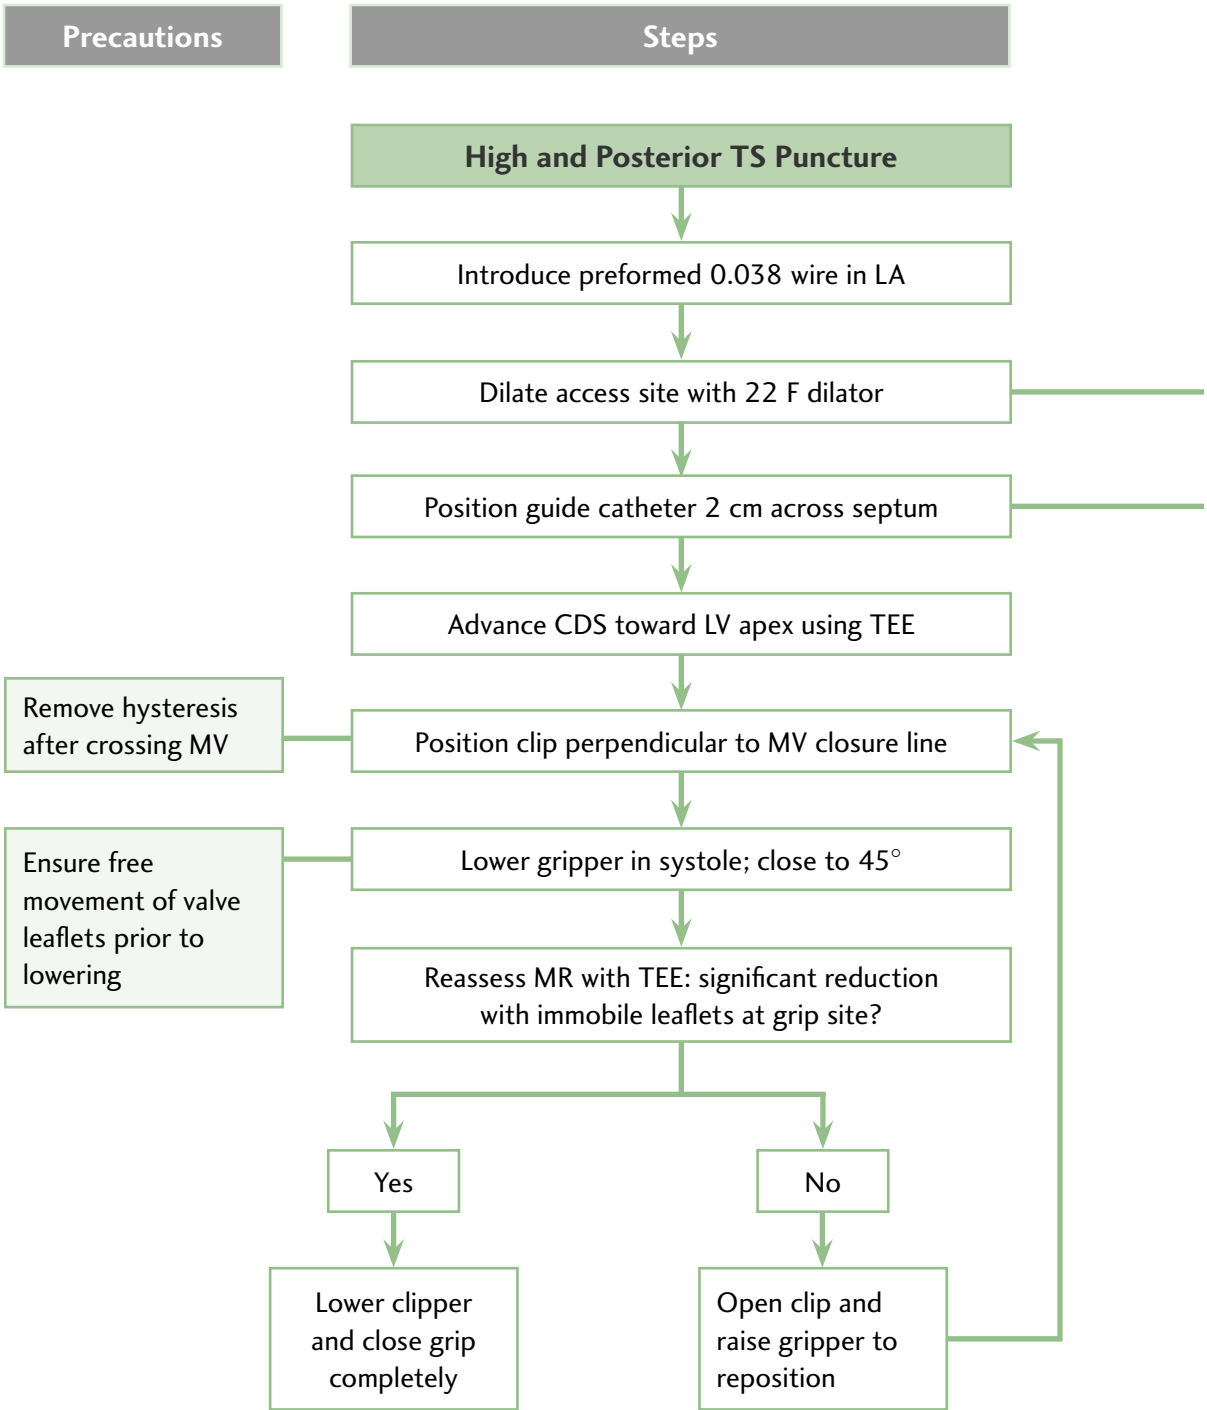 Precautions
Steps
High and Posterior TS Puncture
Introduce preformed 0.038 wire in LA
Dilate access site with 22 F dilator
Position guide catheter 2 cm across septum
Advance CDS toward LV apex using TEE
Remove hysteresis
after crossing MV
Position clip perpendicular to MV closure line
Ensure free
movement of valve
leaflets prior to
lowering
Lower gripper in systole; close to 45°
Reassess MR with TEE: significant reduction
with immobile leaflets at grip site?
Yes
No
Lower clipper
and close grip
completely
Open clip and
raise gripper to
reposition